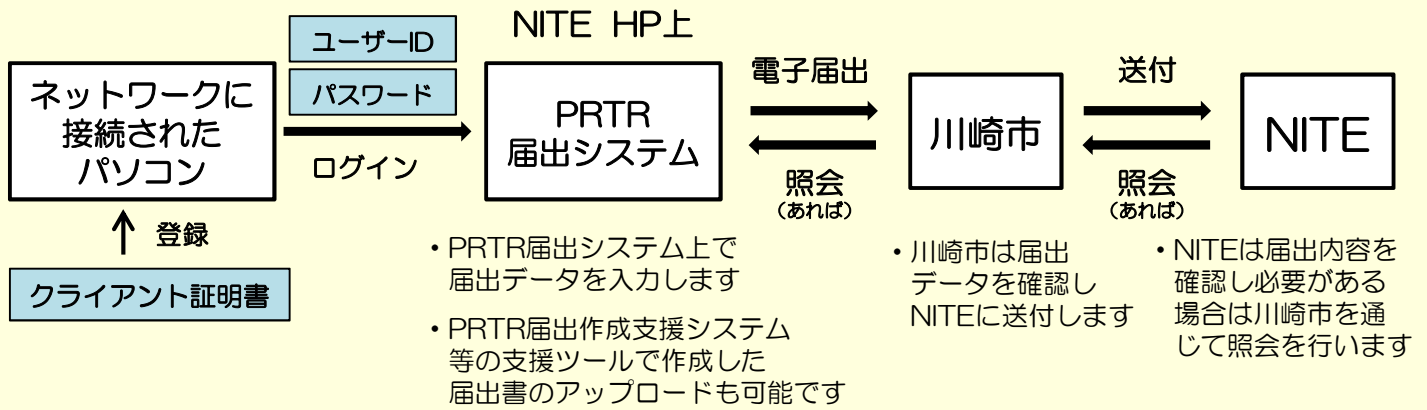 ユーザーID
パスワード
NITE HP上
ネットワークに
接続された
パソコン
ログイン
PRTR
届出システム
電子届出
照会
(あれば)
川崎市
送付
照会
(あれば)
NITE
登録
クライアント証明書
・PRTR届出システム上で
届出データを入力します
・PRTR届出作成支援システム
等の支援ツールで作成した
届出書のアップロードも可能です
・川崎市は届出
データを確認し
NITEに送付します
・NITEは届出内容を
確認し必要がある
場合は川崎市を通
じて照会を行います